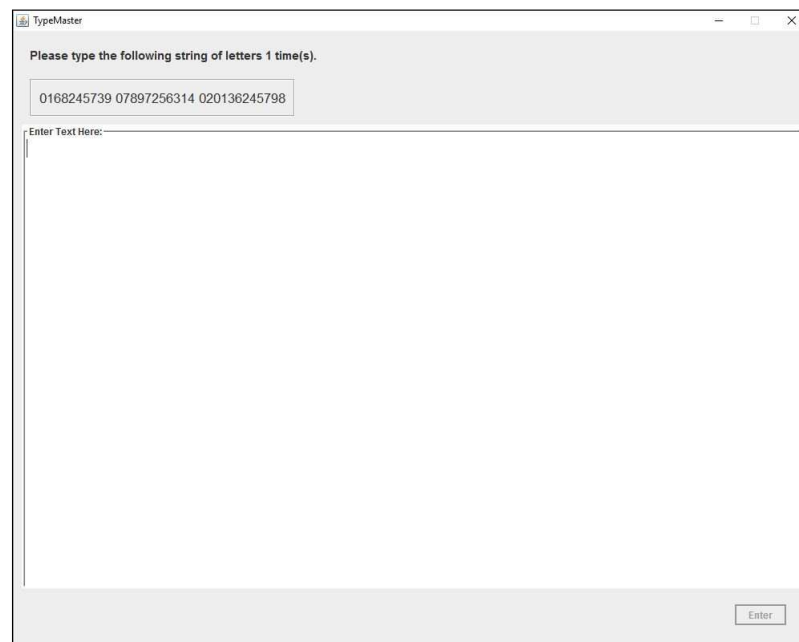 TypeMaster
Please type the following string of letters 1 time(s).
0168245739 07897256314 020136245798
Enter Text Here:
Enter